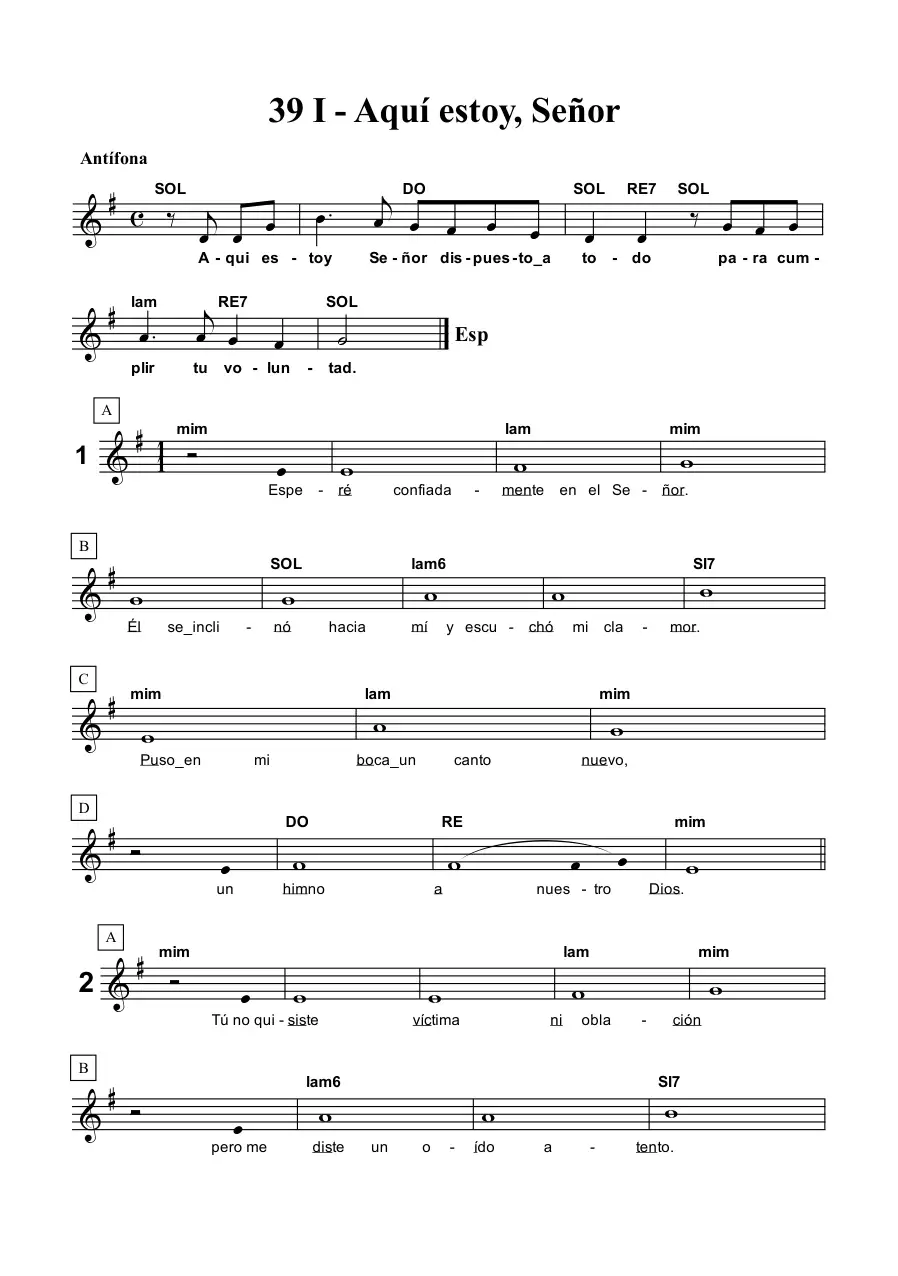 39 I - Aquí estoy, Señor
Antífona
SOL DO SOL RE7 SOL
A - qui es - toy Se - ñor dis - pues - to_a to - do pa - ra cum -
lam RE7 SOL
Esp
plir tu vo - lun - tad.
A
mim lam mim
1
Espe - ré confiada - mente en el Se - ñor.
B
SOL lam6 SI7
Él se_incli - nó hacia mí y escu - chó mi cla - mor.
C
mim lam mim
Puso_en mi boca_un canto nuevo,
D
DO RE mim
un himno a nues - tro Dios.
A
mim lam mim
2
Tú no qui - siste víctima ni obla - ción
B
lam6 SI7
pero me diste un o - ído a - tento.